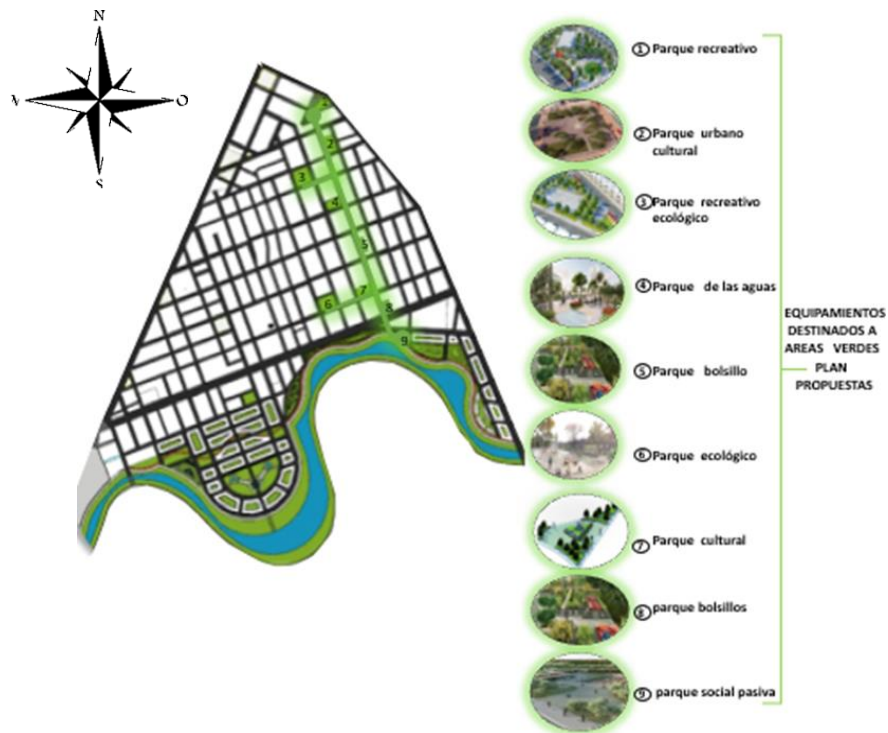 N
O
S
① Parque recreativo
② Parque urbano
cultural
③ Parque recreativo
ecológico
④ Parque de las aguas
⑤ Parque bolsillo
⑥ Parque ecológico
⑦ Parque cultural
⑧ parque bolsillos
⑨ parque social pasiva
EQUIPAMIENTOS
DESTINADOS A
AREAS VERDES
PLAN
PROPUESTAS
2
3
4
5
7
6
8
9